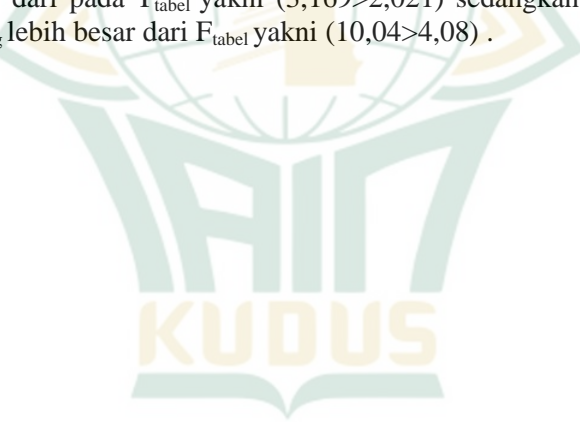 dari pada Ttabel yakni (3,169>2,021) sedangkan
lebih besar dari Ftabel yakni (10,04>4,08) .
IAIN
KUDUS